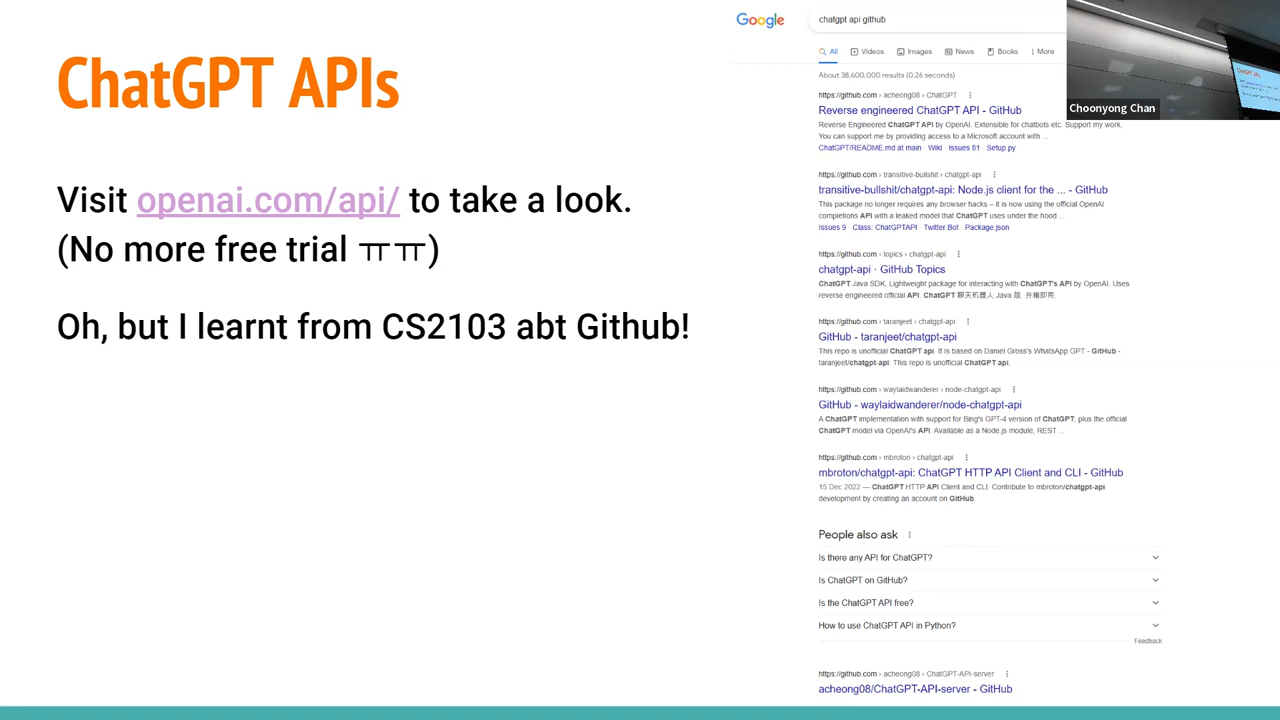 ChatGPT APIs
Visit openai.com/api/ to take a look.
(No more free trial ㅠㅠ)
Oh, but I learnt from CS2103 abt Github!
Google
chatgpt api github
All Videos Images News Books More
About 38,600,000 results (0.26 seconds)
https://github.com › acheong08 › ChatGPT
Reverse engineered ChatGPT API - GitHub
Reverse Engineered ChatGPT API by OpenAI. Extensible for chatbots etc. Support my work.
You can support me by providing access to a Microsoft account with ...
ChatGPT/README.md at main · Wiki · Issues 81 · Setup.py
https://github.com › transitive-bullshit › chatgpt-api
transitive-bullshit/chatgpt-api: Node.js client for the ... - GitHub
This package no longer requires any browser hacks – it is now using the official OpenAI
completions API with a leaked model that ChatGPT uses under the hood ...
Issues 9 · Class: ChatGPTAPI · Twitter Bot · Package.json
https://github.com › topics › chatgpt-api
chatgpt-api · GitHub Topics
ChatGPT Java SDK. Lightweight package for interacting with ChatGPT's API by OpenAI. Uses
reverse engineered official API. ChatGPT 聊天机器人 Java 版. 开箱即用.
https://github.com › taranjeet › chatgpt-api
GitHub - taranjeet/chatgpt-api
This repo is unofficial ChatGPT api. It is based on Daniel Gross's WhatsApp GPT - GitHub -
taranjeet/chatgpt-api: This repo is unofficial ChatGPT api.
https://github.com › waylaidwanderer › node-chatgpt-api
GitHub - waylaidwanderer/node-chatgpt-api
A ChatGPT implementation with support for Bing's GPT-4 version of ChatGPT, plus the official
ChatGPT model via OpenAI's API. Available as a Node.js module, REST ...
https://github.com › mbroton › chatgpt-api
mbroton/chatgpt-api: ChatGPT HTTP API Client and CLI - GitHub
15 Dec 2022 — ChatGPT HTTP API Client and CLI. Contribute to mbroton/chatgpt-api
development by creating an account on GitHub.
People also ask
Is there any API for ChatGPT?
Is ChatGPT on GitHub?
Is the ChatGPT API free?
How to use ChatGPT API in Python?
Feedback
https://github.com › acheong08 › ChatGPT-API-server
acheong08/ChatGPT-API-server - GitHub
Choonyong Chan